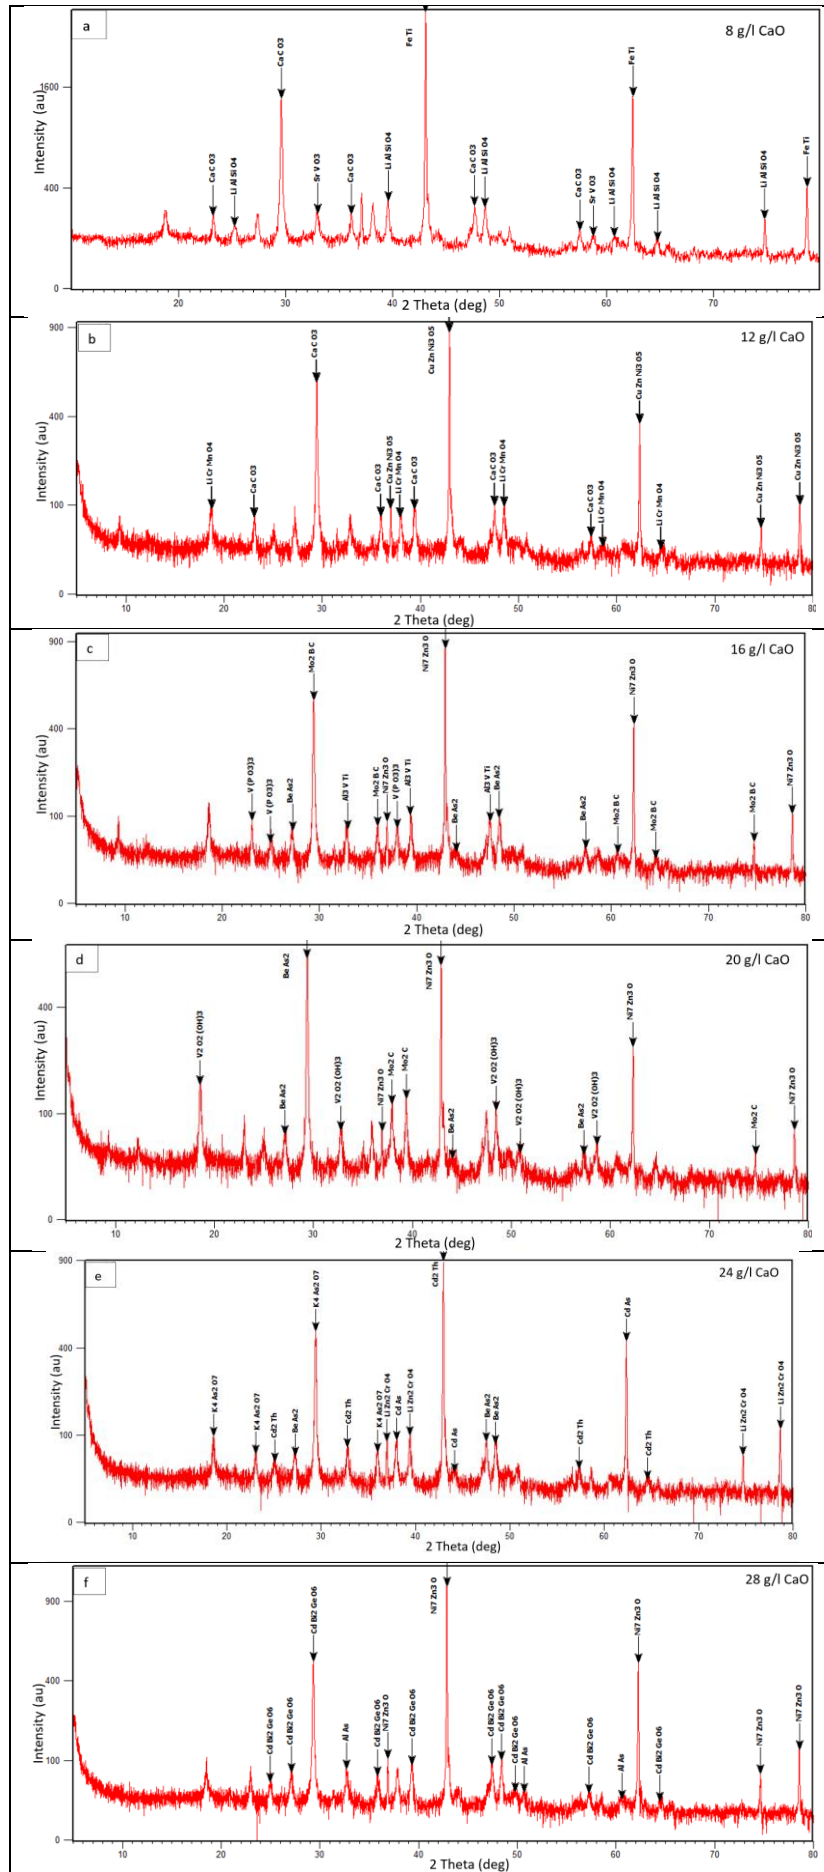 a
8 g/l CaO
Intensity (au)
1600
400
0
Ca C O3
Li Al Si O4
Ca C O3
Sr V O3
Ca C O3
Li Al Si O4
Fe Ti
Ca C O3
Li Al Si O4
Ca C O3
Sr V O3
Li Al Si O4
Fe Ti
Li Al Si O4
Li Al Si O4
Fe Ti
20 30 40 50 60 70
2 Theta (deg)
b
12 g/l CaO
Intensity (au)
900
400
100
0
Li Cr Mn O4
Ca C O3
Ca C O3
Ca C O3
Cu Zn Ni3 O5
Li Cr Mn O4
Ca C O3
Cu Zn Ni3 O5
Ca C O3
Li Cr Mn O4
Ca C O3
Li Cr Mn O4
Cu Zn Ni3 O5
Li Cr Mn O4
Cu Zn Ni3 O5
Cu Zn Ni3 O5
10 20 30 40 50 60 70 80
2 Theta (deg)
c
16 g/l CaO
Intensity (au)
900
400
100
0
V (P O3)3
V (P O3)3
Be As2
Mo2 B C
Al3 V Ti
Mo2 B C
Ni7 Zn3 O
V (P O3)3
Al3 V Ti
Ni7 Zn3 O
Be As2
Al3 V Ti
Be As2
Be As2
Mo2 B C
Ni7 Zn3 O
Mo2 B C
Mo2 B C
Ni7 Zn3 O
10 20 30 40 50 60 70 80
2 Theta (deg)
d
20 g/l CaO
Intensity (au)
400
100
0
V2 O2 (OH)3
Be As2
Be As2
V2 O2 (OH)3
Ni7 Zn3 O
Mo2 C
Mo2 C
Ni7 Zn3 O
Be As2
V2 O2 (OH)3
V2 O2 (OH)3
Be As2
V2 O2 (OH)3
Ni7 Zn3 O
Mo2 C
Ni7 Zn3 O
10 20 30 40 50 60 70 80
2 Theta (deg)
e
24 g/l CaO
Intensity (au)
900
400
100
0
K4 As2 O7
K4 As2 O7
Cd2 Th
Be As2
K4 As2 O7
Cd2 Th
K4 As2 O7
Li Zn2 Cr O4
Cd As
Li Zn2 Cr O4
Cd2 Th
Cd As
Be As2
Be As2
Cd2 Th
Cd As
Cd2 Th
Li Zn2 Cr O4
Li Zn2 Cr O4
10 20 30 40 50 60 70 80
2 Theta (deg)
f
28 g/l CaO
Intensity (au)
900
400
100
0
Cd Bi2 Ge O6
Cd Bi2 Ge O6
Cd Bi2 Ge O6
Al As
Cd Bi2 Ge O6
Ni7 Zn3 O
Cd Bi2 Ge O6
Ni7 Zn3 O
Cd Bi2 Ge O6
Cd Bi2 Ge O6
Cd Bi2 Ge O6
Al As
Cd Bi2 Ge O6
Al As
Ni7 Zn3 O
Cd Bi2 Ge O6
Ni7 Zn3 O
Ni7 Zn3 O
10 20 30 40 50 60 70 80
2 Theta (deg)